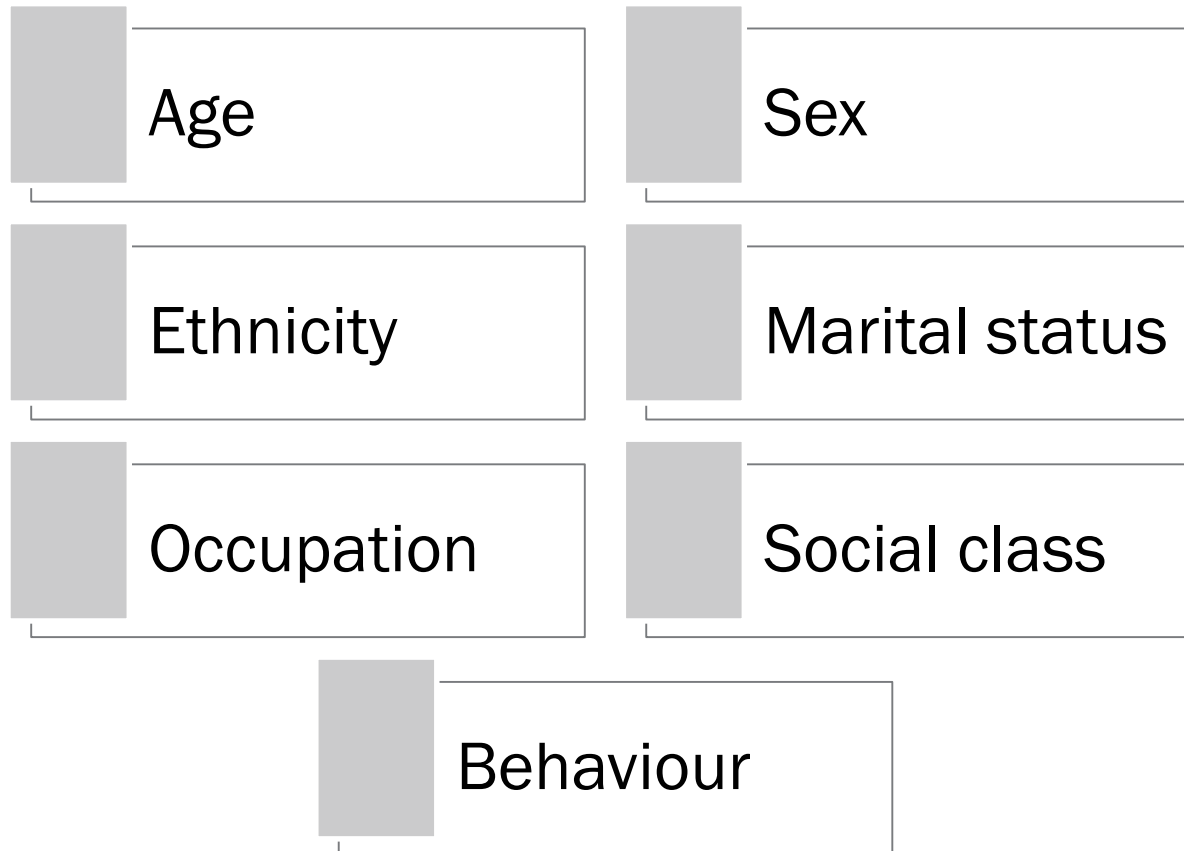 Age
Sex
Ethnicity
Marital status
Occupation
Social class
Behaviour